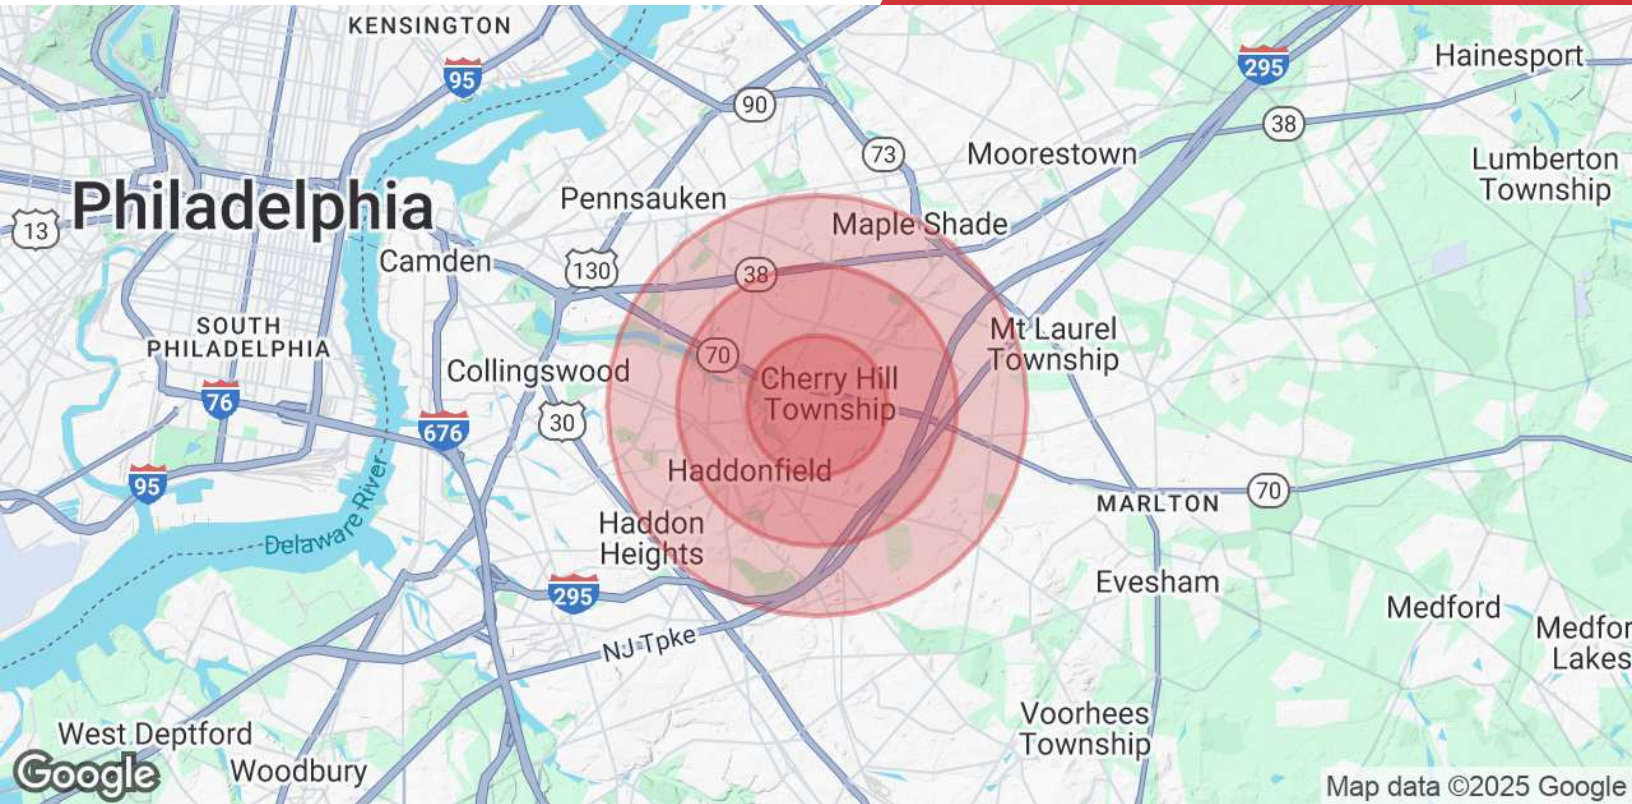 KENSINGTON
95
295
Hainesport
90
38
73
Moorestown
Lumberton
Township
Philadelphia
13
Pennsauken
Maple Shade
Camden
130
38
SOUTH
PHILADELPHIA
Mt Laurel
Township
70
Collingswood
Cherry Hill
Township
76
30
676
Haddonfield
95
70
MARLTON
Delaware River
Haddon
Heights
295
Evesham
Medford
NJ Tpke
Medfor
Lakes
Voorhees
Township
West Deptford
Woodbury
Google
Map data ©2025 Google